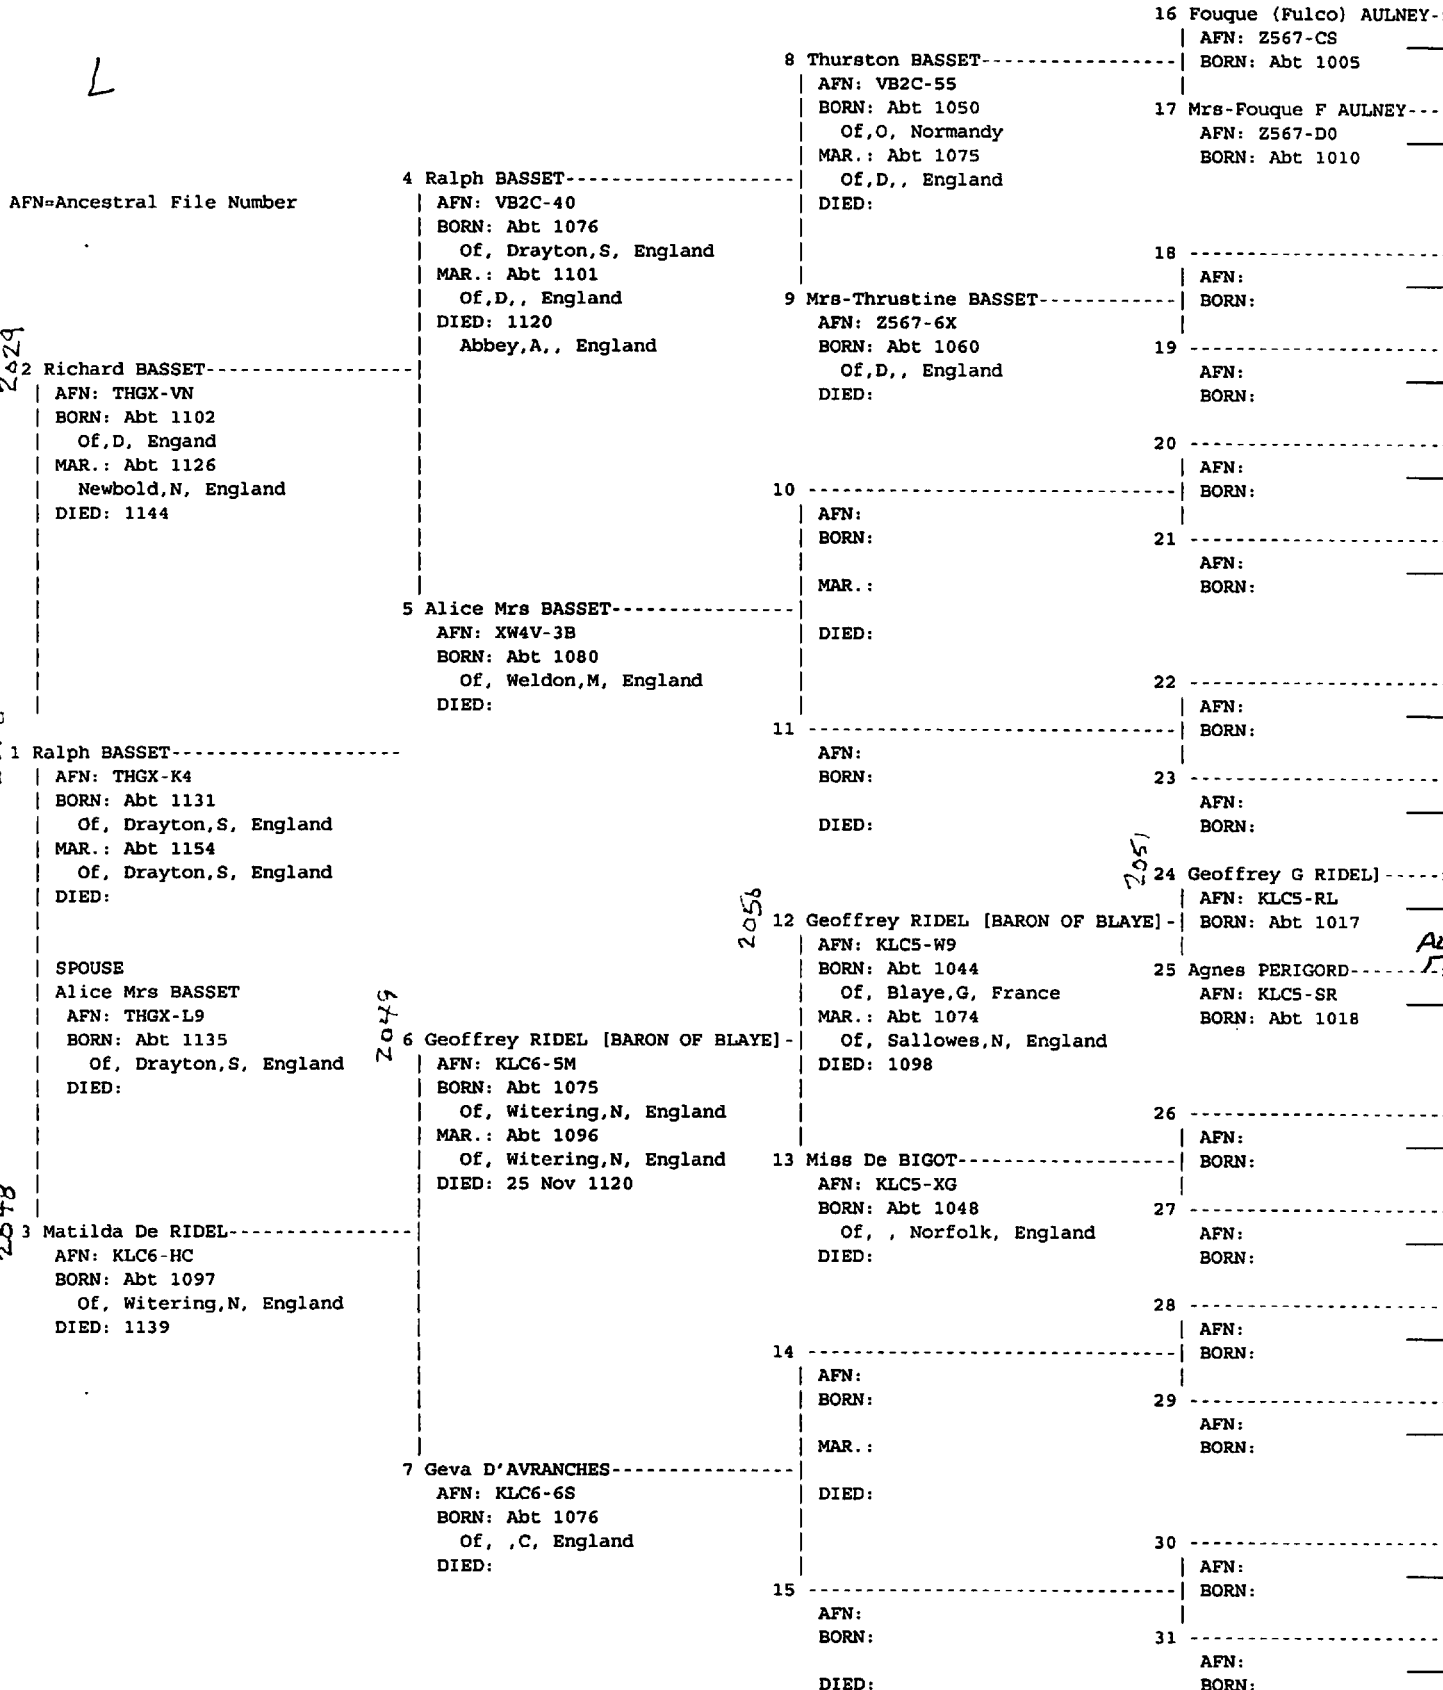 L
AFN=Ancestral File Number
2029
2 Richard BASSET-----------------
AFN: THGX-VN
BORN: Abt 1102
Of,D, Engand
MAR.: Abt 1126
Newbold,N, England
DIED: 1144
1 Ralph BASSET-------------------
AFN: THGX-K4
BORN: Abt 1131
Of, Drayton,S, England
MAR.: Abt 1154
Of, Drayton,S, England
DIED:
SPOUSE
Alice Mrs BASSET
AFN: THGX-L9
BORN: Abt 1135
Of, Drayton,S, England
DIED:
2048
3 Matilda De RIDEL---------------
AFN: KLC6-HC
BORN: Abt 1097
Of, Witering,N, England
DIED: 1139
4 Ralph BASSET-------------------
AFN: VB2C-40
BORN: Abt 1076
Of, Drayton,S, England
MAR.: Abt 1101
Of,D,, England
DIED: 1120
Abbey,A,, England
5 Alice Mrs BASSET---------------
AFN: XW4V-3B
BORN: Abt 1080
Of, Weldon,M, England
DIED:
2049
6 Geoffrey RIDEL [BARON OF BLAYE]-
AFN: KLC6-5M
BORN: Abt 1075
Of, Witering,N, England
MAR.: Abt 1096
Of, Witering,N, England
DIED: 25 Nov 1120
7 Geva D'AVRANCHES---------------
AFN: KLC6-6S
BORN: Abt 1076
Of, ,C, England
DIED:
8 Thurston BASSET----------------
AFN: VB2C-55
BORN: Abt 1050
Of,O, Normandy
MAR.: Abt 1075
Of,D,, England
DIED:
9 Mrs-Thrustine BASSET-----------
AFN: Z567-6X
BORN: Abt 1060
Of,D,, England
DIED:
10 -------------------------------
AFN:
BORN:
MAR.:
DIED:
11 -------------------------------
AFN:
BORN:
DIED:
2056
12 Geoffrey RIDEL [BARON OF BLAYE]-
AFN: KLC5-W9
BORN: Abt 1044
Of, Blaye,G, France
MAR.: Abt 1074
Of, Sallowes,N, England
DIED: 1098
13 Miss De BIGOT------------------
AFN: KLC5-XG
BORN: Abt 1048
Of, , Norfolk, England
DIED:
14 -------------------------------
AFN:
BORN:
MAR.:
DIED:
15 -------------------------------
AFN:
BORN:
DIED:
16 Fouque (Fulco) AULNEY-
AFN: Z567-CS
BORN: Abt 1005
17 Mrs-Fouque F AULNEY---
AFN: Z567-D0
BORN: Abt 1010
18 ----------------------
AFN:
BORN:
19 ----------------------
AFN:
BORN:
20 ----------------------
AFN:
BORN:
21 ----------------------
AFN:
BORN:
22 ----------------------
AFN:
BORN:
23 ----------------------
AFN:
BORN:
2051
24 Geoffrey G RIDEL]-----
AFN: KLC5-RL
BORN: Abt 1017
25 Agnes PERIGORD--------
AFN: KLC5-SR
BORN: Abt 1018
26 ----------------------
AFN:
BORN:
27 ----------------------
AFN:
BORN:
28 ----------------------
AFN:
BORN:
29 ----------------------
AFN:
BORN:
30 ----------------------
AFN:
BORN:
31 ----------------------
AFN:
BORN: